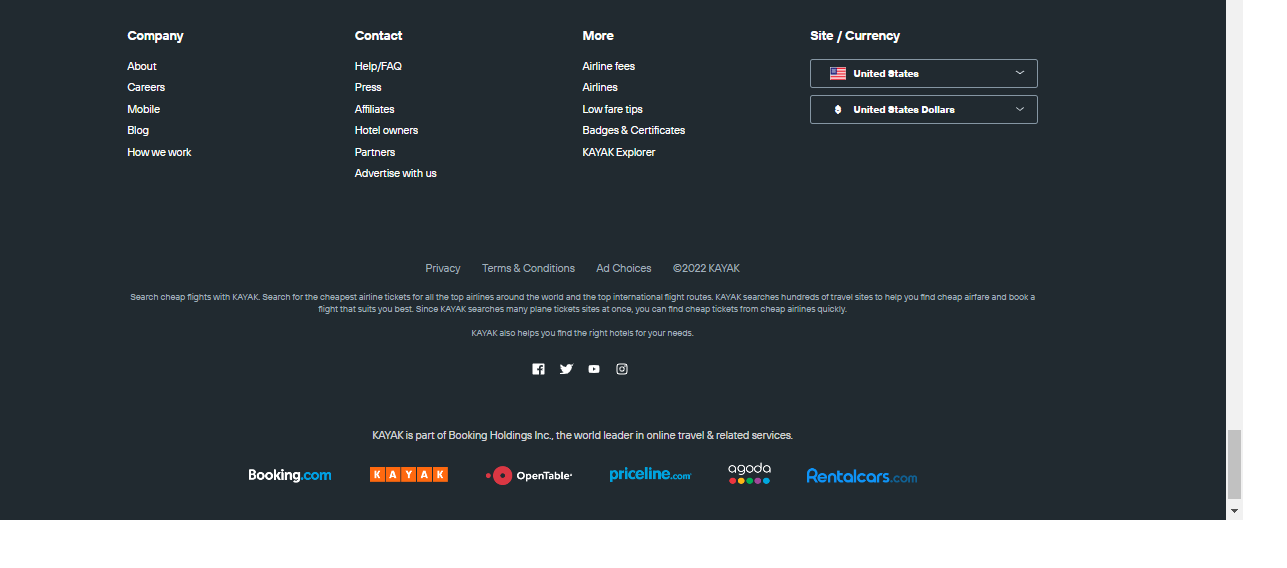 Company
About
Careers
Mobile
Blog
How we work
Contact
Help/FAQ
Press
Affiliates
Hotel owners
Partners
Advertise with us
More
Airline fees
Airlines
Low fare tips
Badges & Certificates
KAYAK Explorer
Site / Currency
United States
$ United States Dollars
Privacy Terms & Conditions Ad Choices ©2022 KAYAK
Search cheap flights with KAYAK. Search for the cheapest airline tickets for all the top airlines around the world and the top international flight routes. KAYAK searches hundreds of travel sites to help you find cheap airfare and book a
flight that suits you best. Since KAYAK searches many plane tickets sites at once, you can find cheap tickets from cheap airlines quickly.
KAYAK also helps you find the right hotels for your needs.
KAYAK is part of Booking Holdings Inc., the world leader in online travel & related services.
Booking.com KAYAK OpenTable priceline.com agoda Rentalcars.com